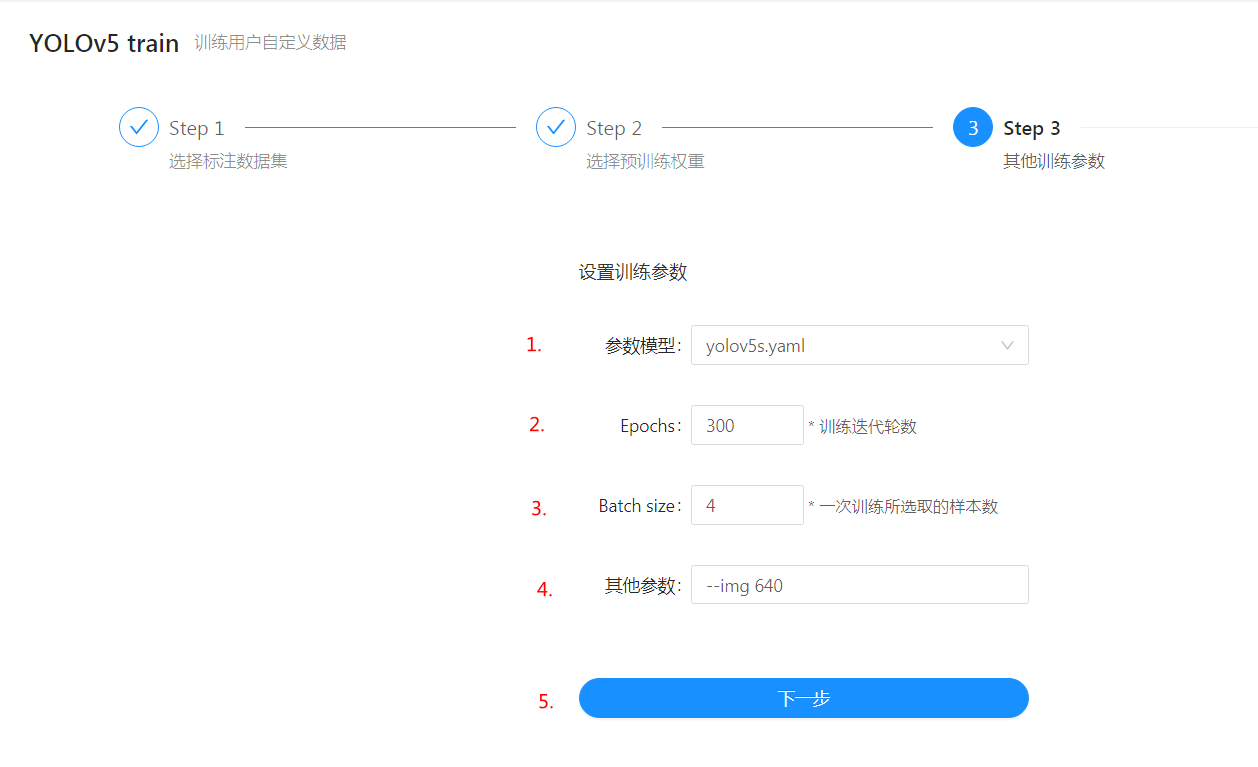 YOLOv5 train 训练用户自定义数据
Step 1
选择标注数据集
Step 2
选择预训练权重
3 Step 3
其他训练参数
设置训练参数
1. 参数模型: yolov5s.yaml
2. Epochs: 300 * 训练迭代轮数
3. Batch size: 4 * 一次训练所选取的样本数
4. 其他参数: --img 640
5. 下一步